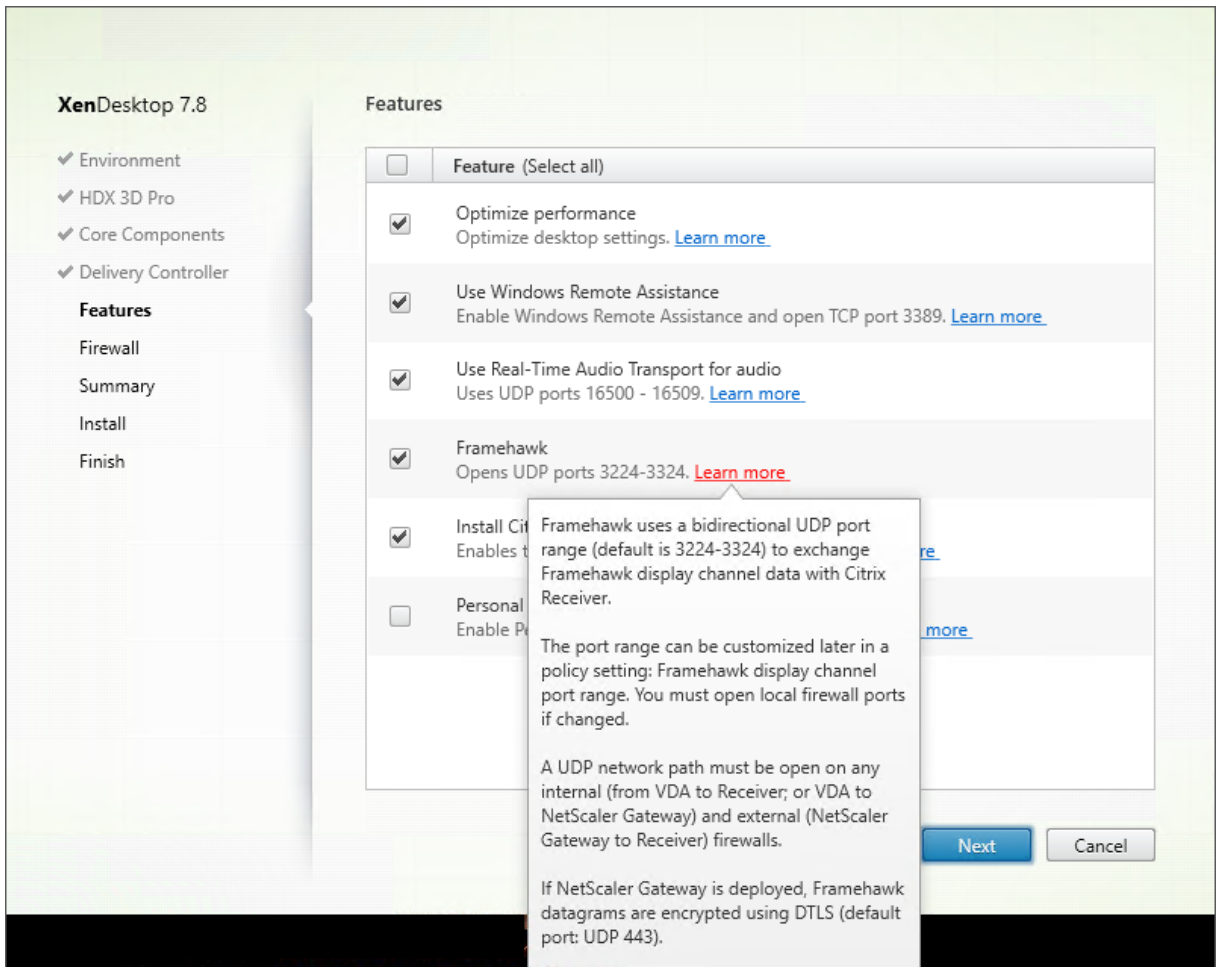 XenDesktop 7.8
Environment
HDX 3D Pro
Core Components
Delivery Controller
Features
Firewall
Summary
Install
Finish
Features
Feature (Select all)
Optimize performance
Optimize desktop settings. Learn more
Use Windows Remote Assistance
Enable Windows Remote Assistance and open TCP port 3389. Learn more
Use Real-Time Audio Transport for audio
Uses UDP ports 16500 - 16509. Learn more
Framehawk
Opens UDP ports 3224-3324. Learn more
Install
Enables
Personal
Enable
more
Framehawk uses a bidirectional UDP port
range (default is 3224-3324) to exchange
Framehawk display channel data with Citrix
Receiver.
The port range can be customized later in a
policy setting: Framehawk display channel
port range. You must open local firewall ports
if changed.
A UDP network path must be open on any
internal (from VDA to Receiver; or VDA to
NetScaler Gateway) and external (NetScaler
Gateway to Receiver) firewalls.
If NetScaler Gateway is deployed, Framehawk
datagrams are encrypted using DTLS (default
port: UDP 443).
Next
Cancel